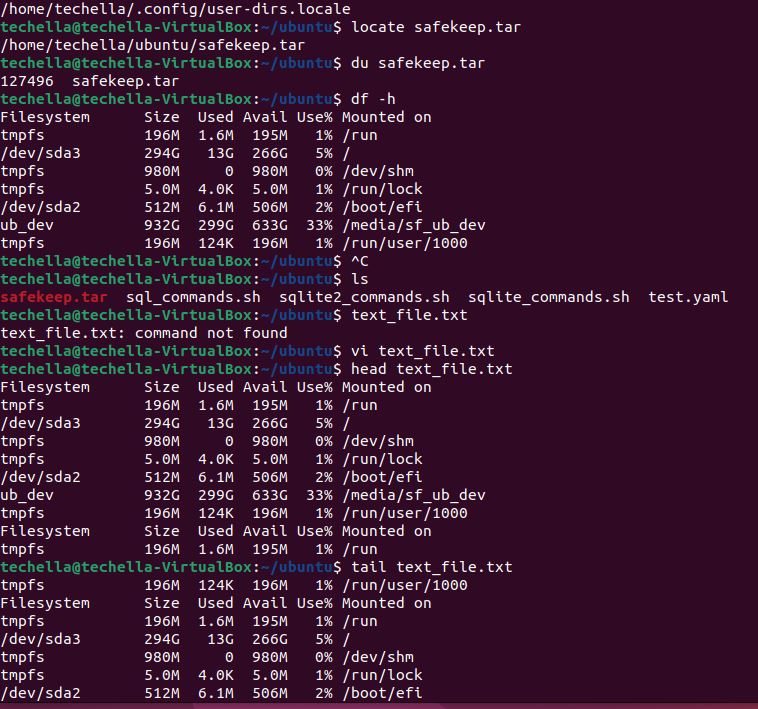 /home/techella/.config/user-dirs.locale
techella@techella-VirtualBox:~/ubuntu$ locate safekeep.tar
/home/techella/ubuntu/safekeep.tar
techella@techella-VirtualBox:~/ubuntu$ du safekeep.tar
127496  safekeep.tar
techella@techella-VirtualBox:~/ubuntu$ df -h
Filesystem      Size  Used Avail Use% Mounted on
tmpfs           196M  1.6M  195M   1% /run
/dev/sda3       294G   13G  266G   5% /
tmpfs           980M     0  980M   0% /dev/shm
tmpfs           5.0M  4.0K  5.0M   1% /run/lock
/dev/sda2       512M  6.1M  506M   2% /boot/efi
ub_dev          932G  299G  633G  33% /media/sf_ub_dev
tmpfs           196M  124K  196M   1% /run/user/1000
techella@techella-VirtualBox:~/ubuntu$ ^C
techella@techella-VirtualBox:~/ubuntu$ ls
safekeep.tar  sql_commands.sh  sqlite2_commands.sh  sqlite_commands.sh  test.yaml
techella@techella-VirtualBox:~/ubuntu$ text_file.txt
text_file.txt: command not found
techella@techella-VirtualBox:~/ubuntu$ vi text_file.txt
techella@techella-VirtualBox:~/ubuntu$ head text_file.txt
Filesystem      Size  Used Avail Use% Mounted on
tmpfs           196M  1.6M  195M   1% /run
/dev/sda3       294G   13G  266G   5% /
tmpfs           980M     0  980M   0% /dev/shm
tmpfs           5.0M  4.0K  5.0M   1% /run/lock
/dev/sda2       512M  6.1M  506M   2% /boot/efi
ub_dev          932G  299G  633G  33% /media/sf_ub_dev
tmpfs           196M  124K  196M   1% /run/user/1000
Filesystem      Size  Used Avail Use% Mounted on
tmpfs           196M  1.6M  195M   1% /run
techella@techella-VirtualBox:~/ubuntu$ tail text_file.txt
tmpfs           196M  124K  196M   1% /run/user/1000
Filesystem      Size  Used Avail Use% Mounted on
tmpfs           196M  1.6M  195M   1% /run
/dev/sda3       294G   13G  266G   5% /
tmpfs           980M     0  980M   0% /dev/shm
tmpfs           5.0M  4.0K  5.0M   1% /run/lock
/dev/sda2       512M  6.1M  506M   2% /boot/efi